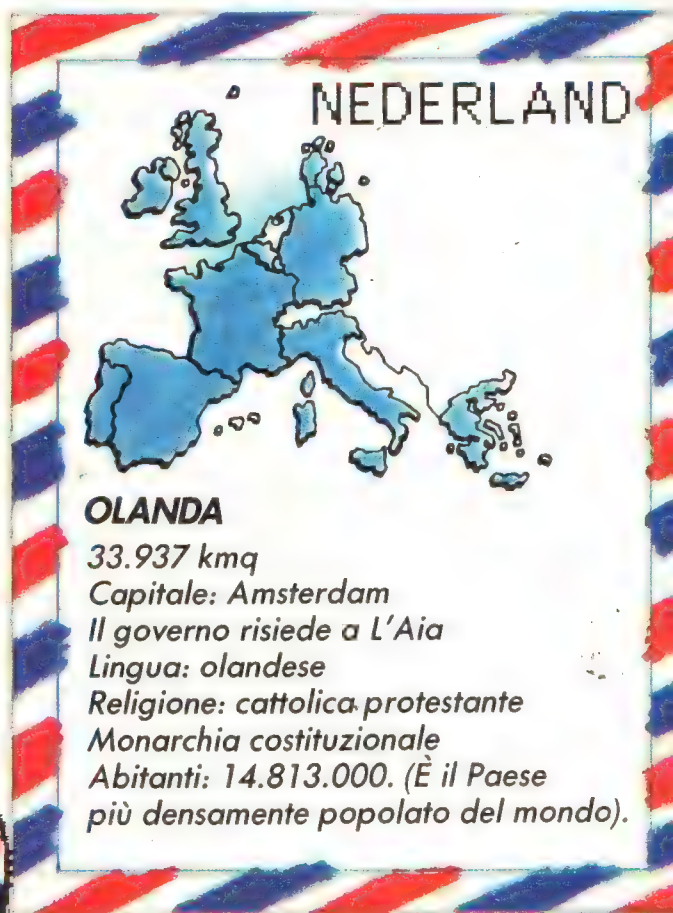 NEDERLAND
OLANDA
33.937 kmq
Capitale: Amsterdam
Il governo risiede a L'Aia
Lingua: olandese
Religione: cattolica protestante
Monarchia costituzionale
Abitanti: 14.813.000. (È il Paese
più densamente popolato del mondo).